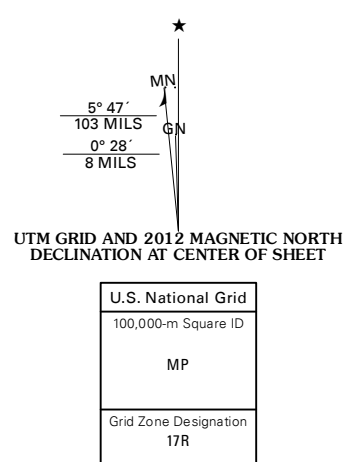 ★
MN
5° 47´
103 MILS
GN
0° 28´
8 MILS
UTM GRID AND 2012 MAGNETIC NORTH
DECLINATION AT CENTER OF SHEET
U.S. National Grid
100,000-m Square ID
MP
Grid Zone Designation
17R